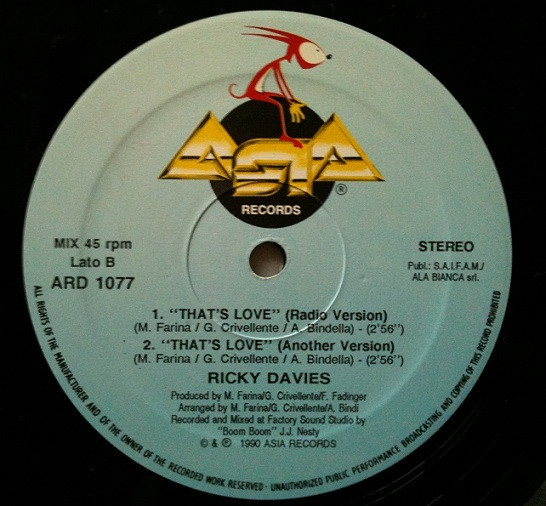 ASIA
®
RECORDS
MIX 45 rpm
Lato B
ARD 1077
STEREO
Publ.: S.A.I.F.A.M./
ALA BIANCA srl.
1. "THAT'S LOVE" (Radio Version)
(M. Farina / G. Crivellente / A. Bindella) - (2'56'')
2. "THAT'S LOVE" (Another Version)
(M. Farina / G. Crivellente / A. Bindella) - (2'56'')
RICKY DAVIES
Produced by M. Farina/G. Crivellente/F. Fadinger
Arranged by M. Farina/G. Crivellente/A. Bindi
Recorded and Mixed at Factory Sound Studio by
"Boom Boom" J.J. Nesty
© & ℗ 1990 ASIA RECORDS
ALL RIGHTS OF THE MANUFACTURER AND OF THE OWNER OF THE RECORDED WORK RESERVED - UNAUTHORIZED PUBLIC PERFORMANCE BROADCASTING AND COPYING OF THIS RECORD PROHIBITED